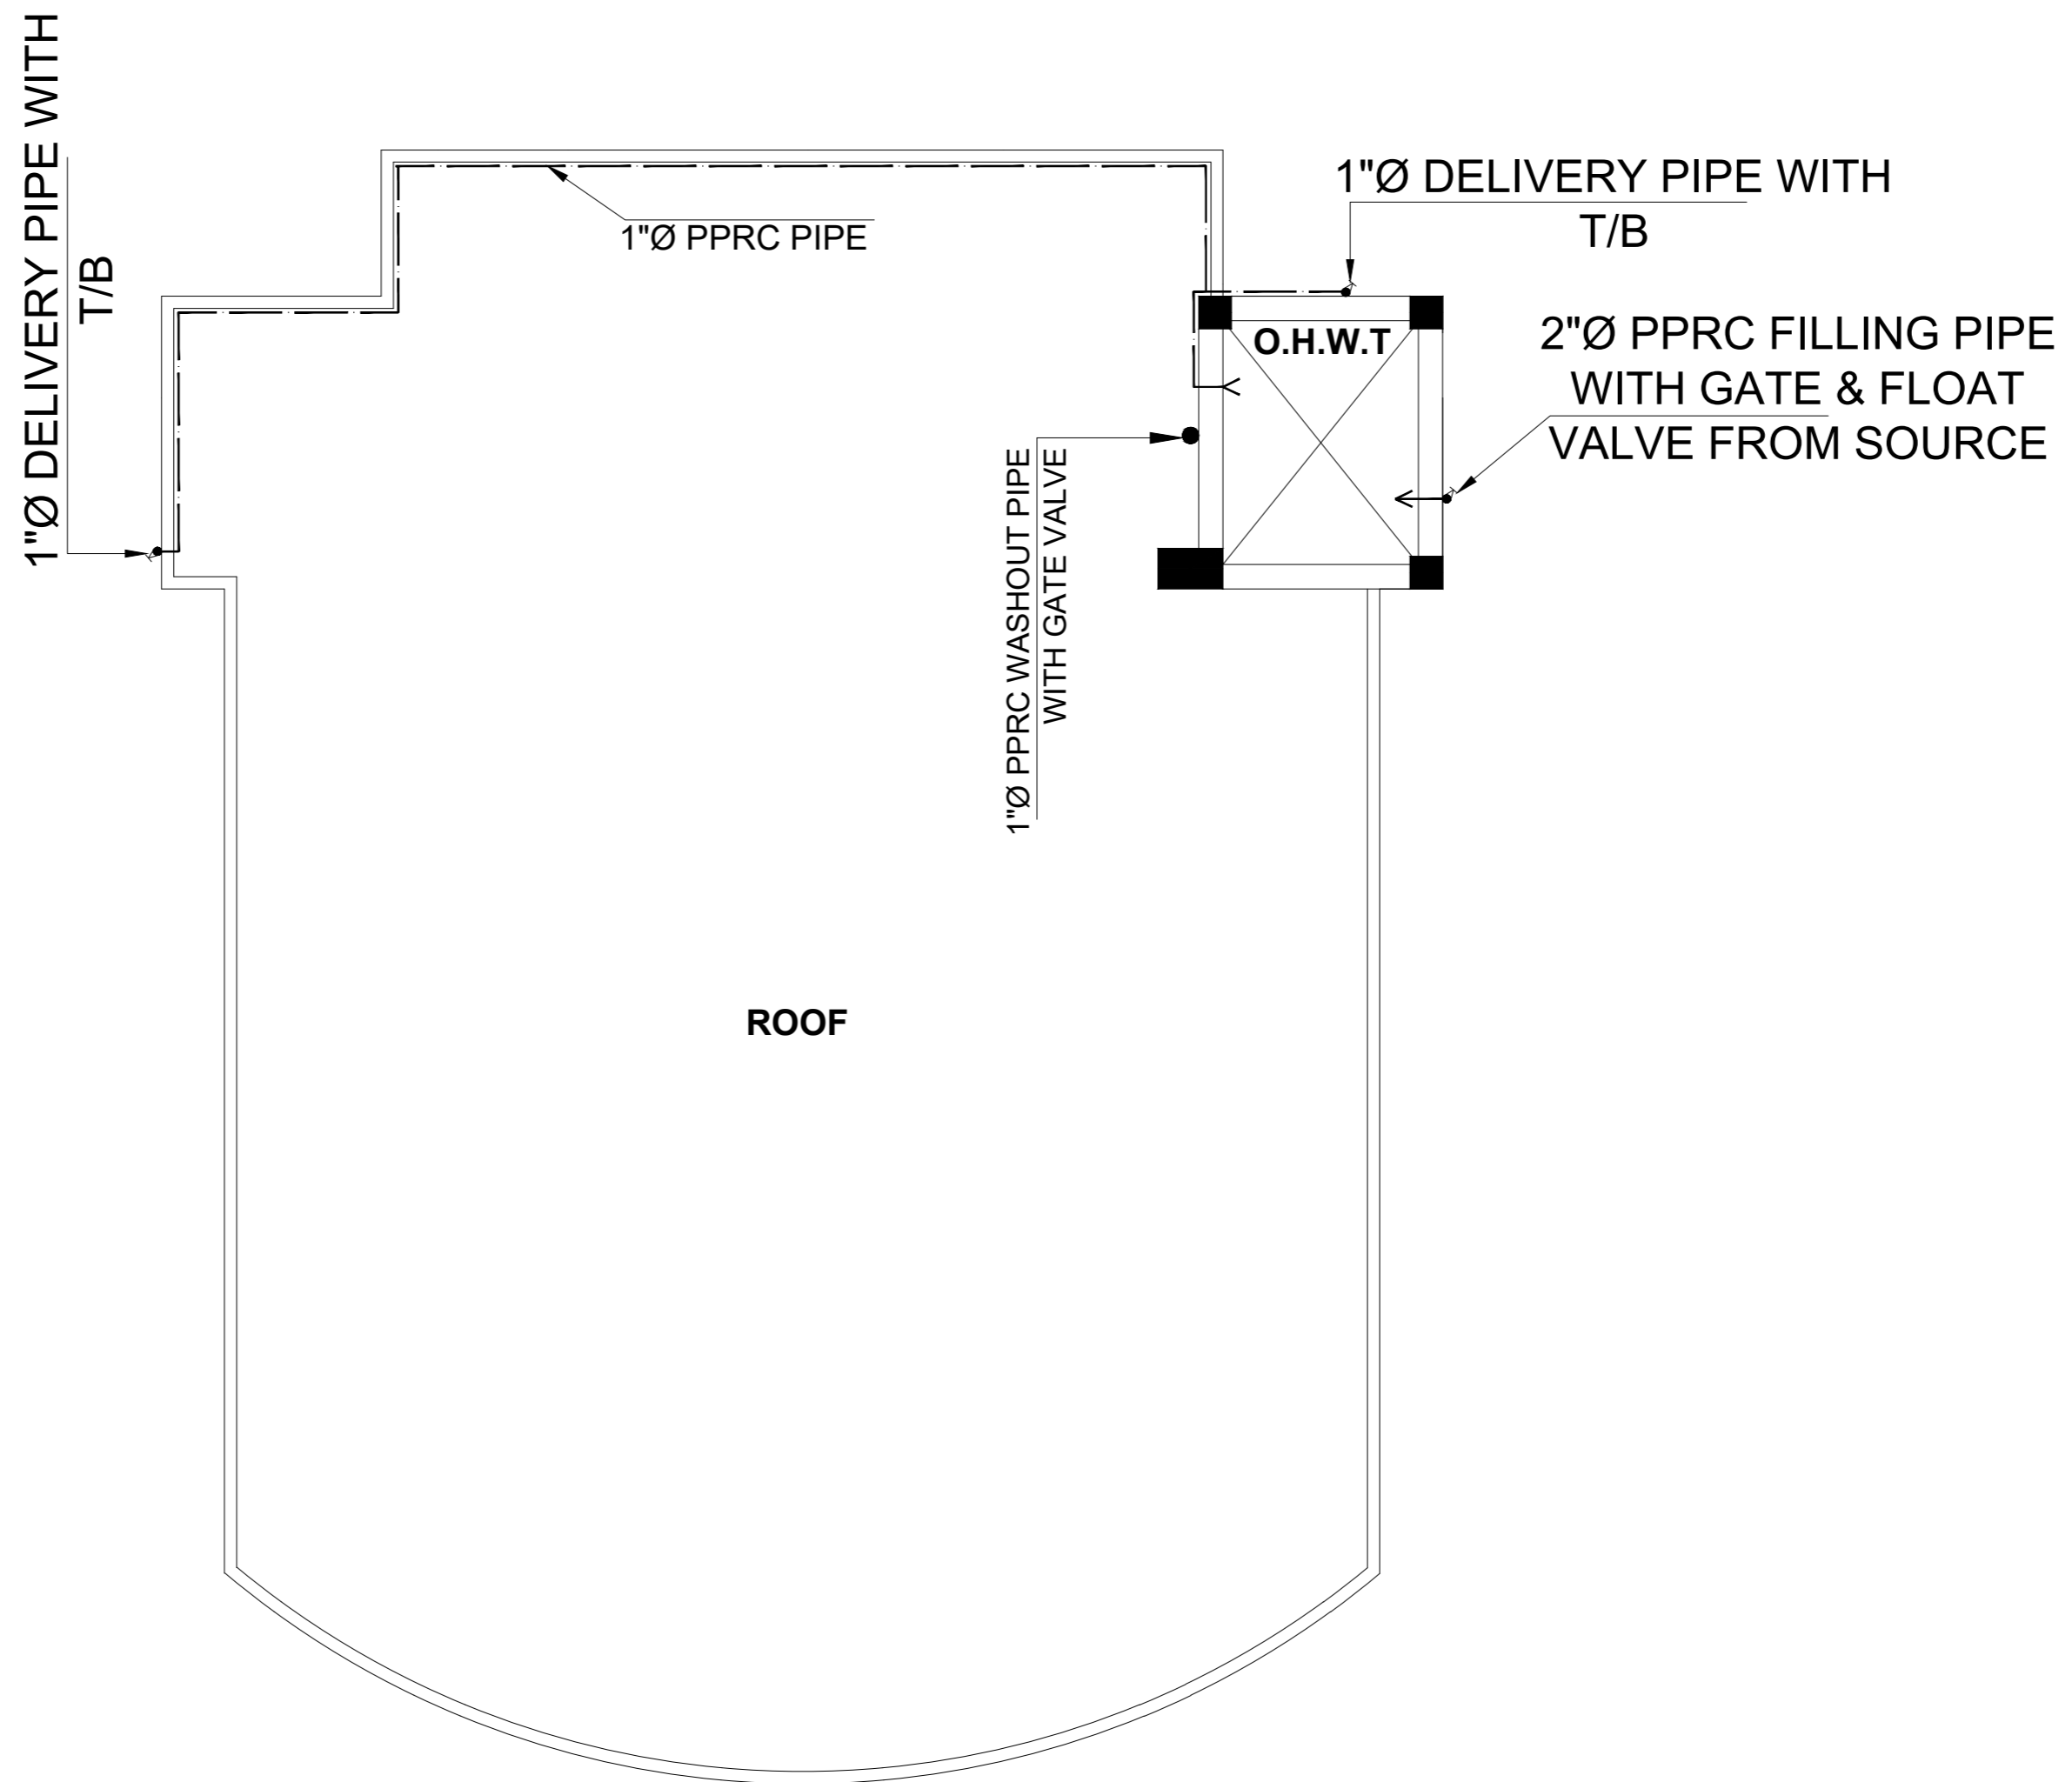 1"Ø DELIVERY PIPE WITH
T/B
1"Ø PPRC PIPE
1"Ø DELIVERY PIPE WITH
T/B
O.H.W.T
2"Ø PPRC FILLING PIPE
WITH GATE & FLOAT
VALVE FROM SOURCE
1"Ø PPRC WASHOUT PIPE
WITH GATE VALVE
ROOF